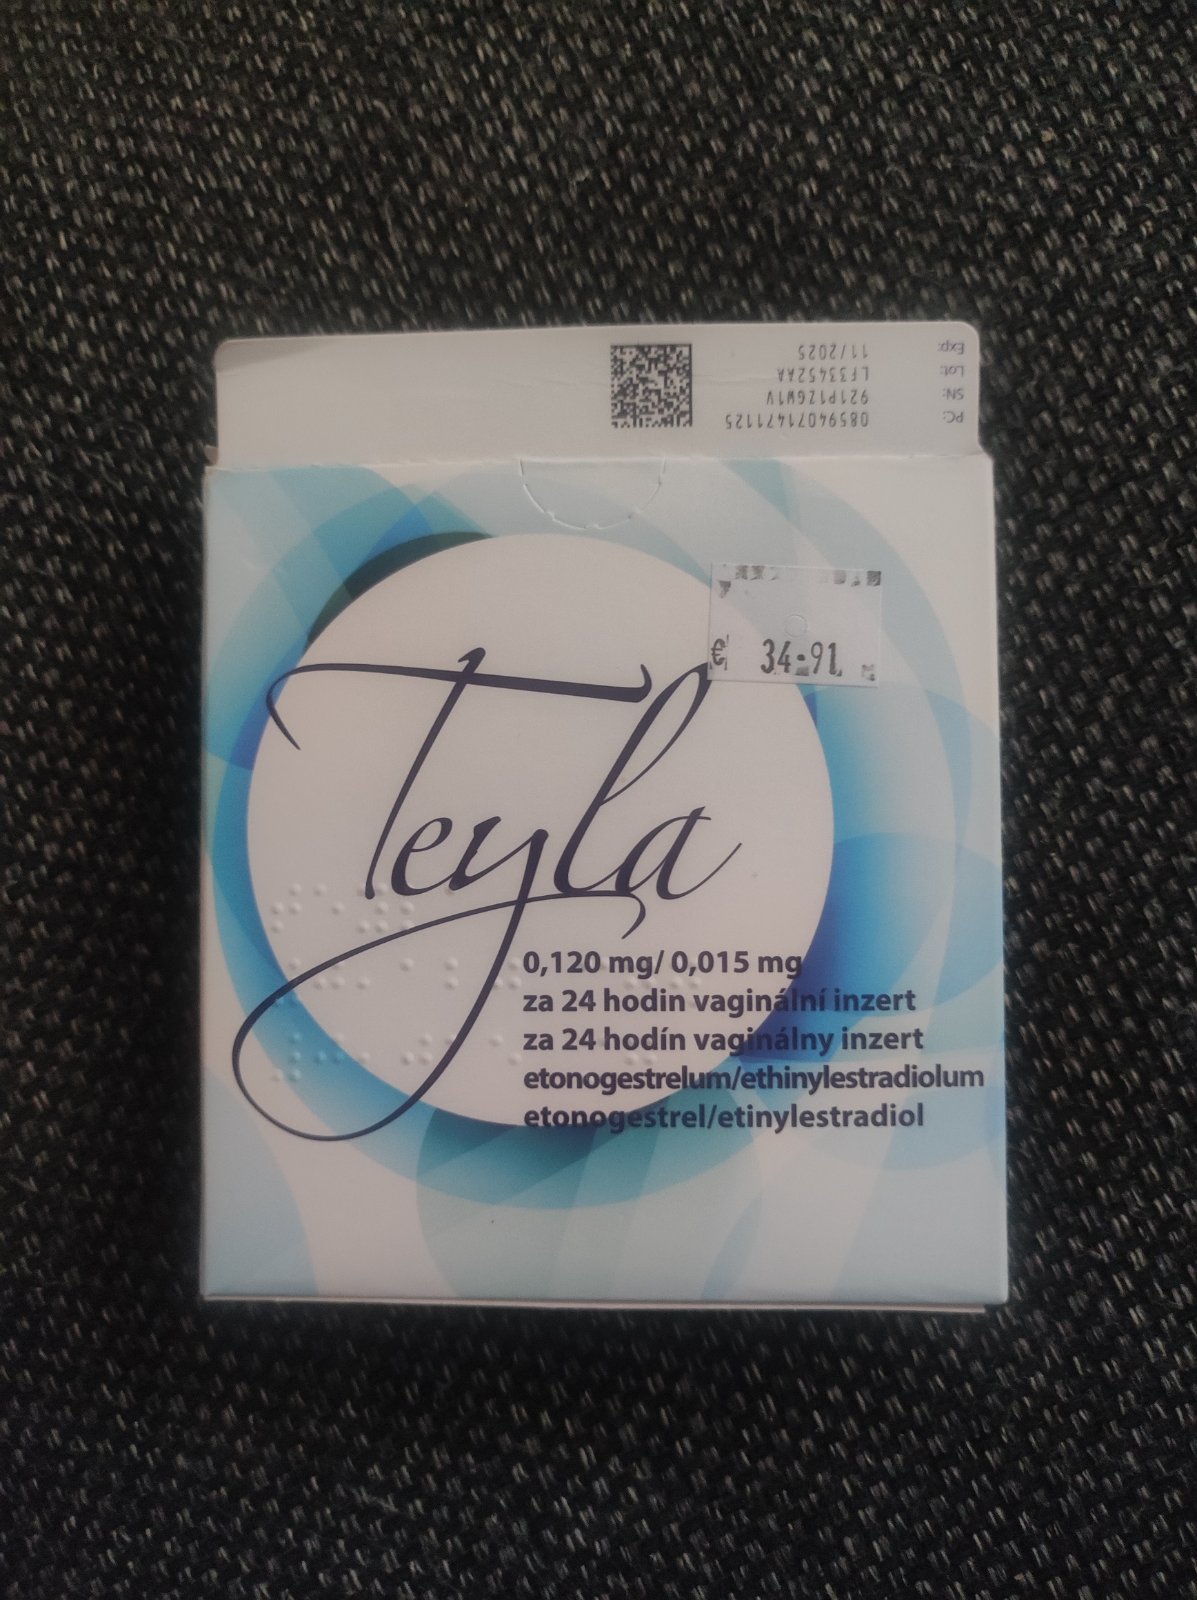 PC: 08594071471125
SN: 921P1ZGW1V
Lot: LF33452AA
Exp: 11/2025
€ 34.91
Teyla
0,120 mg/ 0,015 mg
za 24 hodin vaginální inzert
za 24 hodín vaginálny inzert
etonogestrelum/ethinylestradiolum
etonogestrel/etinylestradiol